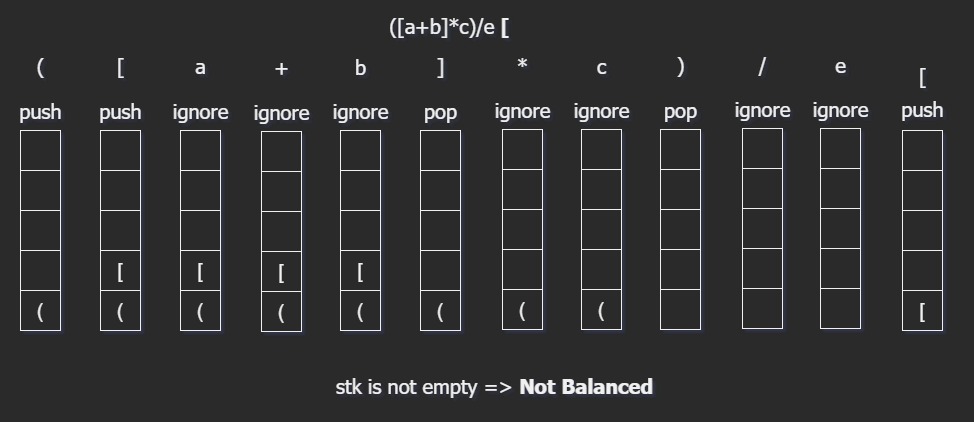 ([a+b]*c)/e [
( [ a + b ] * c ) / e [
push push ignore ignore ignore pop ignore ignore pop ignore ignore push
[ [ [ [
( ( ( ( ( ( ( ( [
stk is not empty => Not Balanced